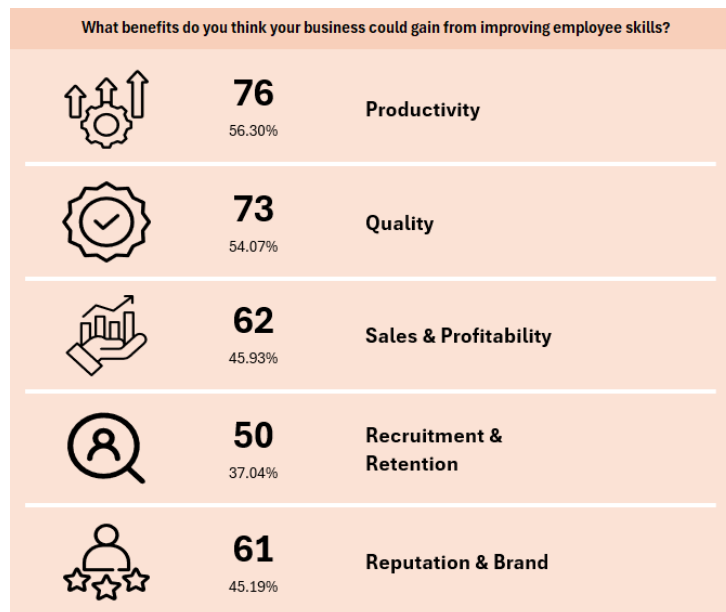 What benefits do you think your business could gain from improving employee skills?
76
56.30%
Productivity
73
54.07%
Quality
62
45.93%
Sales & Profitability
50
37.04%
Recruitment &
Retention
61
45.19%
Reputation & Brand